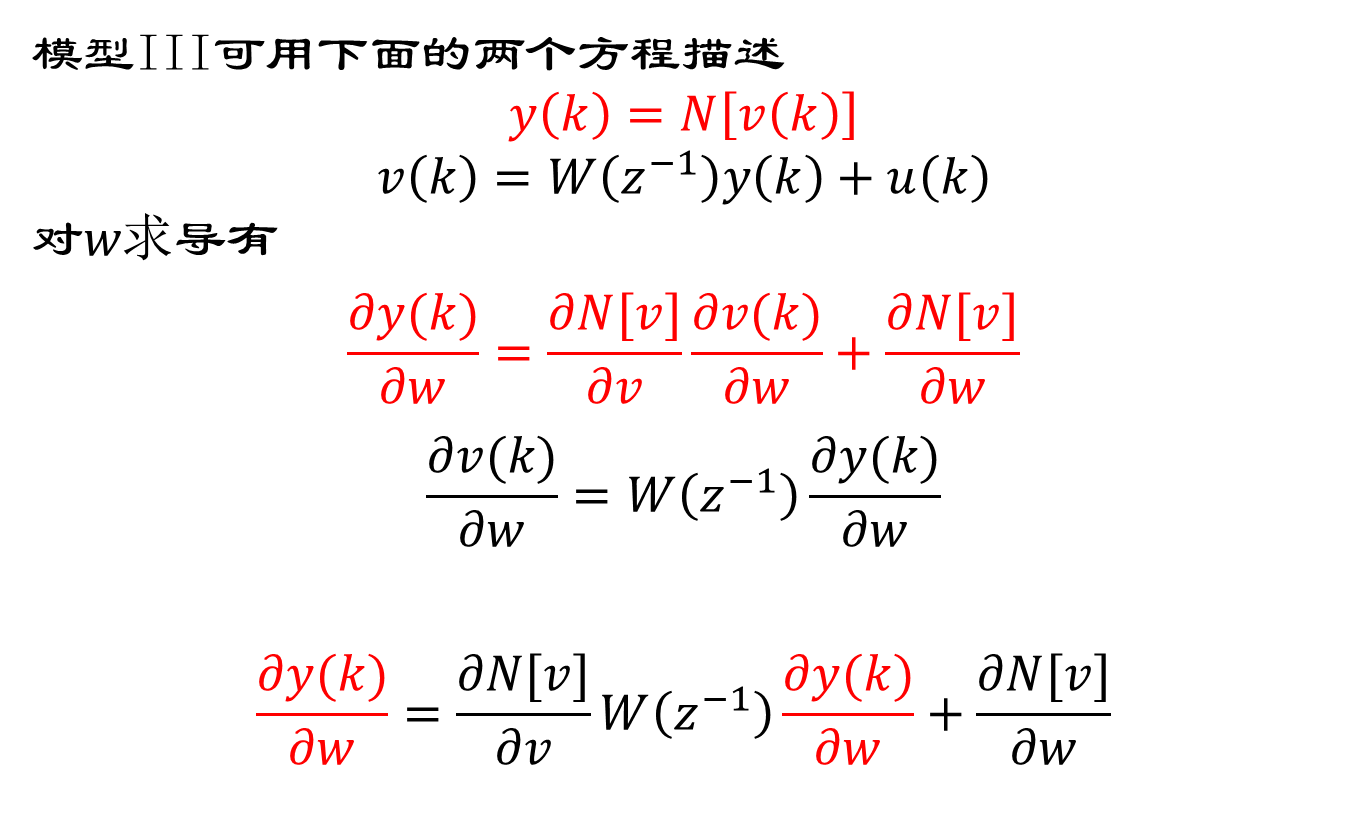 模型III可用下面的两个方程描述
y(k) = N[v(k)]
v(k) = W(z⁻¹)y(k) + u(k)
对w求导有
∂y(k)/∂w = ∂N[v]/∂v ∂v(k)/∂w + ∂N[v]/∂w
∂v(k)/∂w = W(z⁻¹) ∂y(k)/∂w
∂y(k)/∂w = ∂N[v]/∂v W(z⁻¹) ∂y(k)/∂w + ∂N[v]/∂w